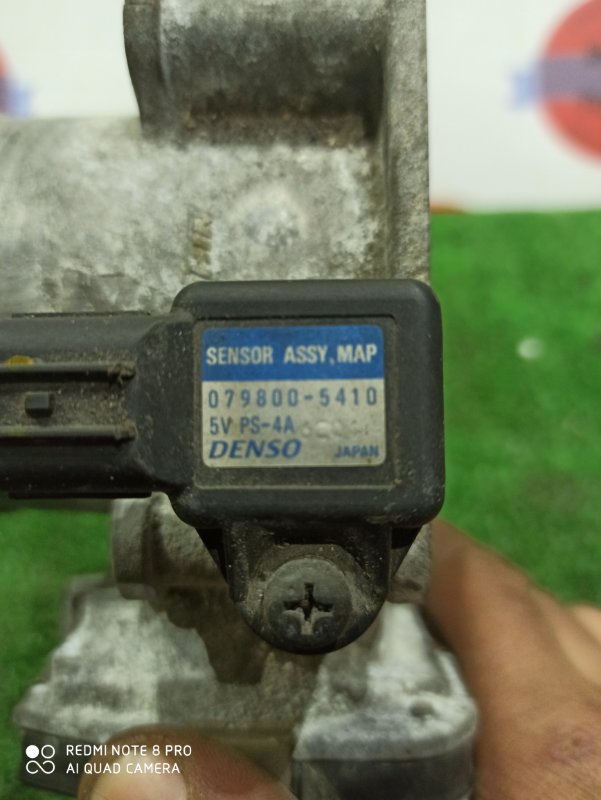 SENSOR ASSY, MAP
079800-5410
5V PS-4A
DENSO JAPAN
REDMI NOTE 8 PRO
AI QUAD CAMERA